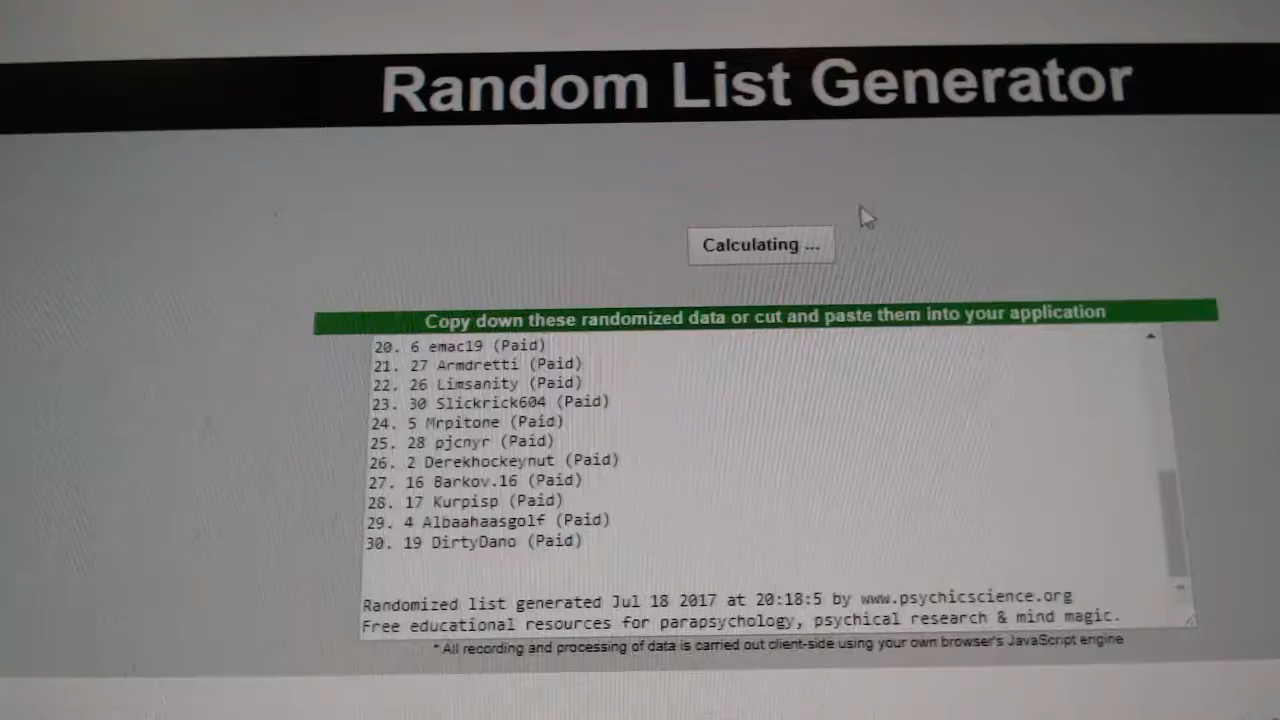 Random List Generator
Calculating ...
Copy down these randomized data or cut and paste them into your application
20. 6 emac19 (Paid)
21. 27 Armdretti (Paid)
22. 26 Limsanity (Paid)
23. 30 Slickrick604 (Paid)
24. 5 Mrpitone (Paid)
25. 28 pjcnyr (Paid)
26. 2 Derekhockeynut (Paid)
27. 16 Barkov.16 (Paid)
28. 17 Kurpisp (Paid)
29. 4 Albaahaasgolf (Paid)
30. 19 DirtyDano (Paid)
Randomized list generated Jul 18 2017 at 20:18:5 by www.psychicscience.org
Free educational resources for parapsychology, psychical research & mind magic.
* All recording and processing of data is carried out client-side using your own browser's JavaScript engine